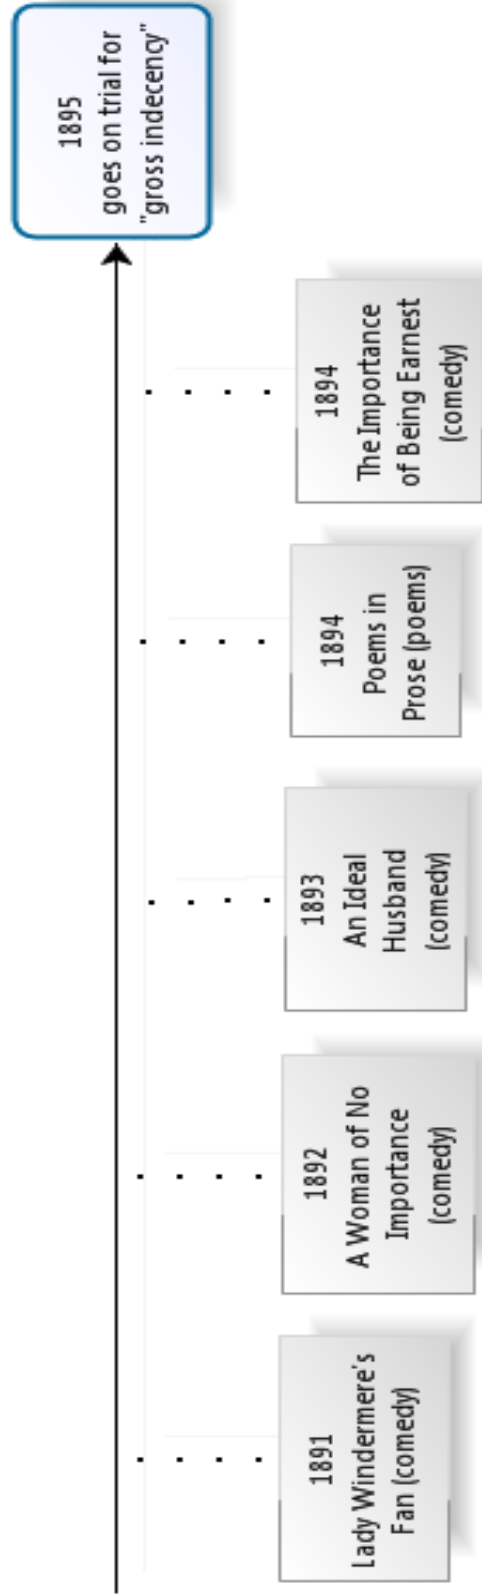 1895
goes on trial for
"gross indecency"
1891
Lady Windermere's
Fan (comedy)
1892
A Woman of No
Importance
(comedy)
1893
An Ideal
Husband
(comedy)
1894
Poems in
Prose (poems)
1894
The Importance
of Being Earnest
(comedy)